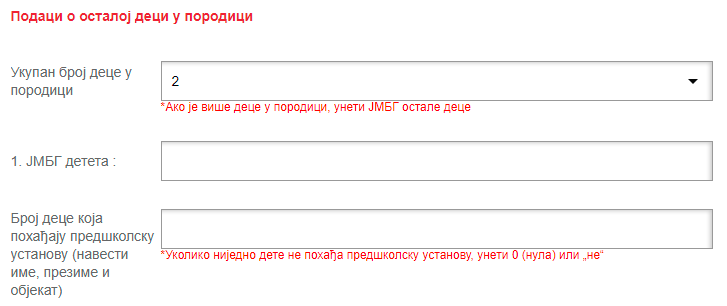 Подаци о осталој деци у породици
Укупан број деце у
породици
2
*Ако је више деце у породици, унети ЈМБГ остале деце
1. ЈМБГ детета :
Број деце која
похађају предшколску
установу (навести
име, презиме и
објекат)
*Уколико ниједно дете не похађа предшколску установу, унети 0 (нула) или „не“